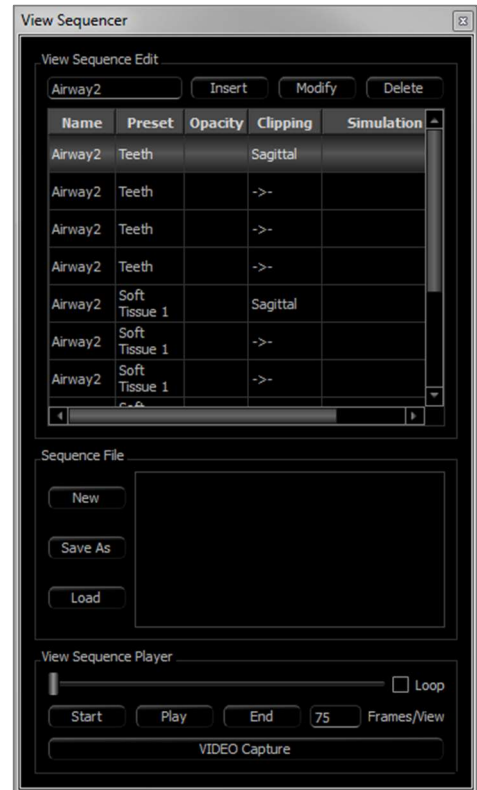 View Sequencer
View Sequence Edit
Airway2 Insert Modify Delete
Name Preset Opacity Clipping Simulation
Airway2 Teeth Sagittal
Airway2 Teeth ->-
Airway2 Teeth ->-
Airway2 Teeth ->-
Airway2 Soft Tissue 1 Sagittal
Airway2 Soft Tissue 1 ->-
Airway2 Soft Tissue 1 ->-
Sequence File
New
Save As
Load
View Sequence Player
Loop
Start Play End 75 Frames/View
VIDEO Capture